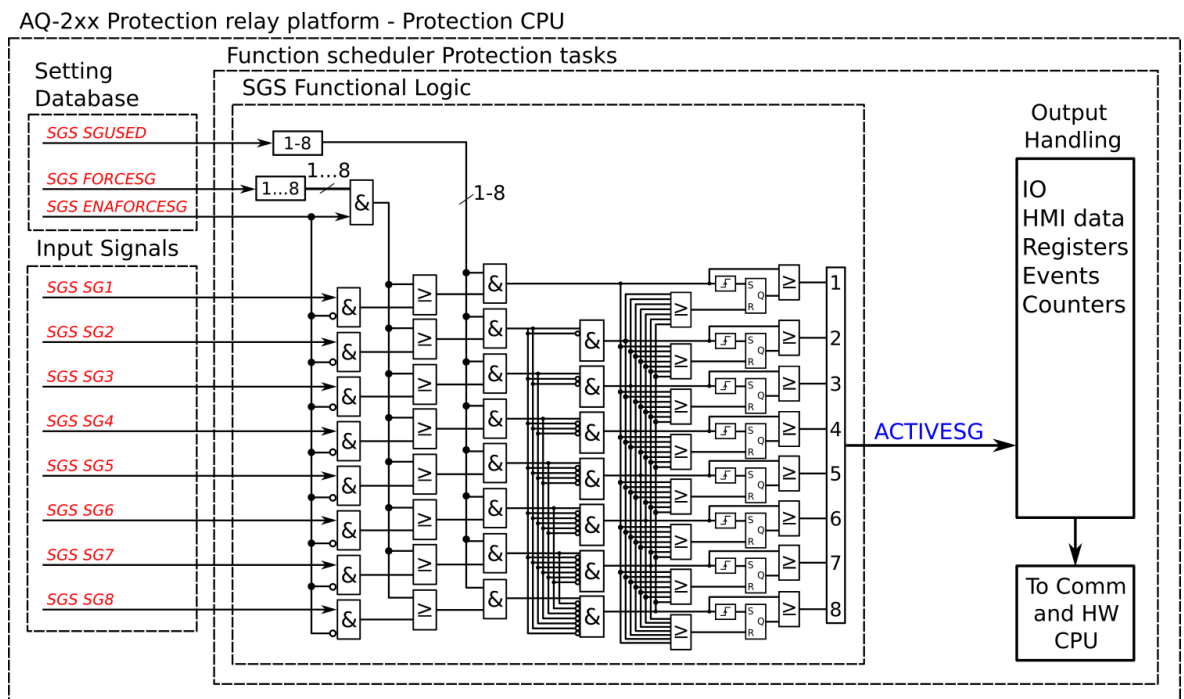 AQ-2xx Protection relay platform - Protection CPU
Function scheduler Protection tasks
Setting
Database
SGS Functional Logic
SGS SGUSED
1-8
SGS FORCESG
1...8
1...8
&
1-8
SGS ENAFORCESG
Output
Handling
IO
HMI data
Registers
Events
Counters
Input Signals
SGS SG1
&
≥
&
≥
S
Q
R
≥
1
SGS SG2
&
≥
&
&
≥
S
Q
R
≥
2
SGS SG3
&
≥
&
&
≥
S
Q
R
≥
3
SGS SG4
&
≥
&
&
≥
S
Q
R
≥
4
ACTIVESG
SGS SG5
&
≥
&
&
≥
S
Q
R
≥
5
SGS SG6
&
≥
&
&
≥
S
Q
R
≥
6
SGS SG7
&
≥
&
&
≥
S
Q
R
≥
7
SGS SG8
&
≥
&
&
≥
S
Q
R
≥
8
To Comm
and HW
CPU